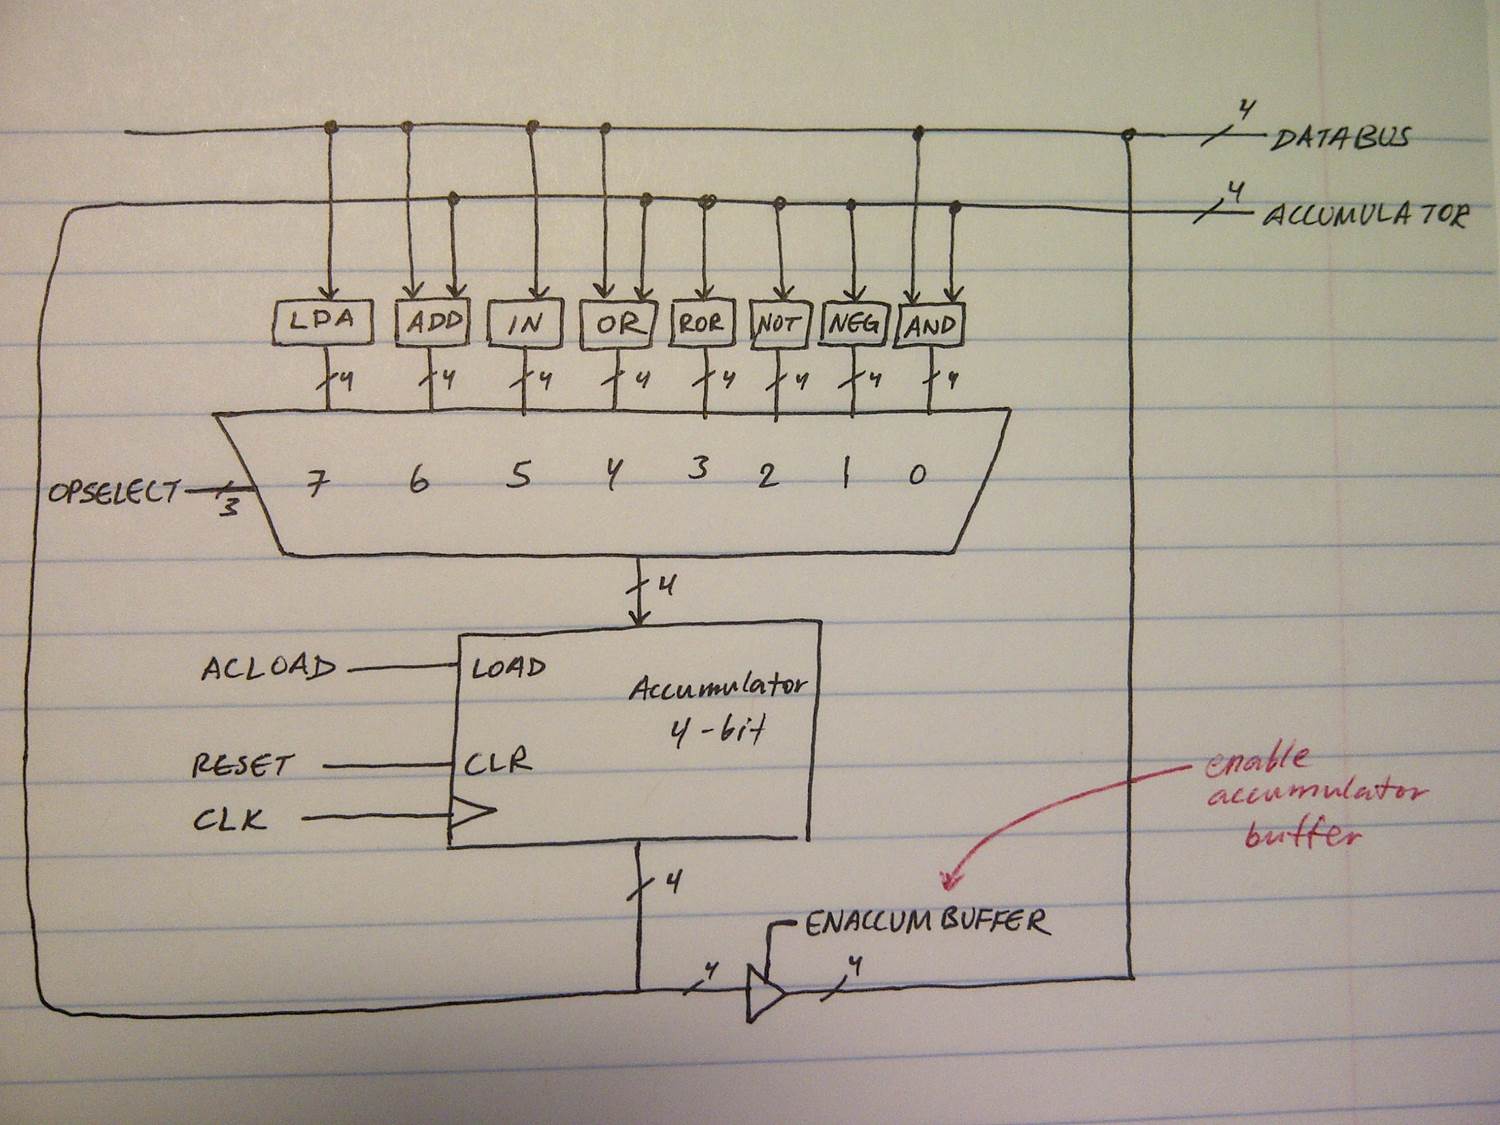 4
DATABUS
4
ACCUMULATOR
LDA ADD IN OR ROR NOT NEG AND
4 4 4 4 4 4 4 4
7 6 5 4 3 2 1 0
OPSELECT
3
4
ACLOAD LOAD
Accumulator
4-bit
RESET CLR
CLK
enable
accumulator
buffer
4
ENACCUMBUFFER
4 4